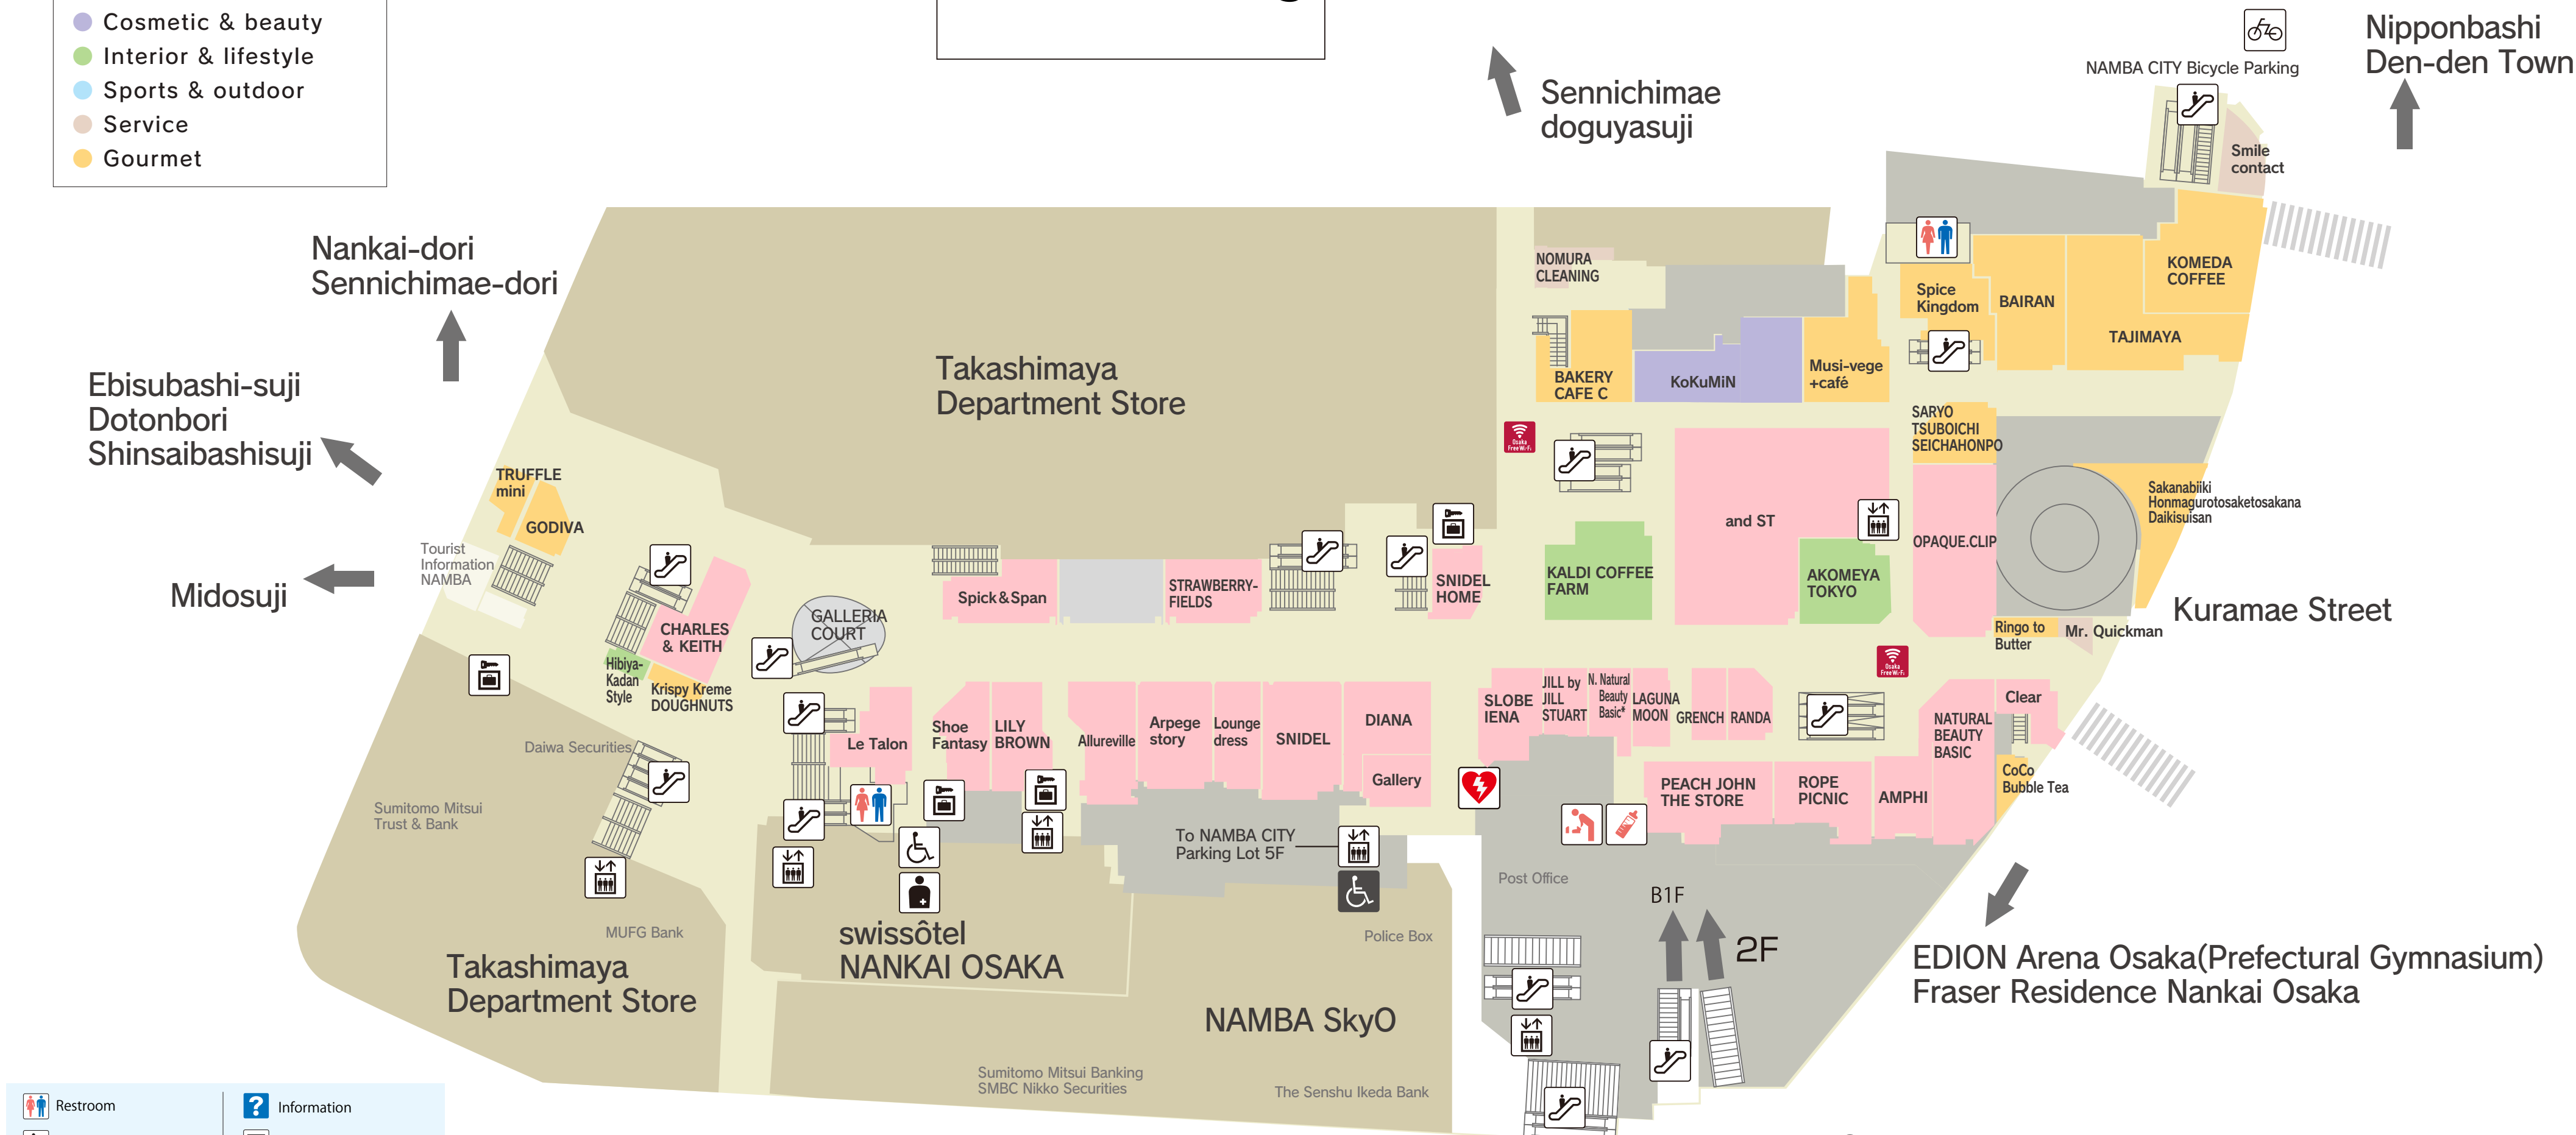 Cosmetic & beauty
Interior & lifestyle
Sports & outdoor
Service
Gourmet
Sennichimae
doguyasuji
NAMBA CITY Bicycle Parking
Nipponbashi
Den-den Town
Smile
contact
Nankai-dori
Sennichimae-dori
Ebisubashi-suji
Dotonbori
Shinsaibashisuji
Midosuji
Takashimaya
Department Store
NOMURA
CLEANING
BAKERY
CAFE C
KoKuMiN
Musi-vege
+café
Spice
Kingdom
BAIRAN
TAJIMAYA
KOMEDA
COFFEE
SARYO
TSUBOICHI
SEICHAHONPO
Osaka
Free Wi-Fi
TRUFFLE
mini
GODIVA
Tourist
Information
NAMBA
CHARLES
& KEITH
Hibiya-
Kadan
Style
Krispy Kreme
DOUGHNUTS
GALLERIA
COURT
Spick&Span
STRAWBERRY-
FIELDS
SNIDEL
HOME
KALDI COFFEE
FARM
and ST
AKOMEYA
TOKYO
OPAQUE.CLIP
Sakanabiiki
Honmagurotosaketosakana
Daikisuisan
Ringo to
Butter
Mr. Quickman
Kuramae Street
Osaka
Free Wi-Fi
Le Talon
Shoe
Fantasy
LILY
BROWN
Allureville
Arpege
story
Lounge
dress
SNIDEL
DIANA
Gallery
SLOBE
IENA
JILL by
JILL
STUART
N. Natural
Beauty
Basic*
LAGUNA
MOON
GRENCH
RANDA
PEACH JOHN
THE STORE
ROPE
PICNIC
AMPHI
NATURAL
BEAUTY
BASIC
Clear
CoCo
Bubble Tea
Daiwa Securities
Sumitomo Mitsui
Trust & Bank
MUFG Bank
Takashimaya
Department Store
swissôtel
NANKAI OSAKA
To NAMBA CITY
Parking Lot 5F
Police Box
NAMBA SkyO
Sumitomo Mitsui Banking
SMBC Nikko Securities
The Senshu Ikeda Bank
Post Office
B1F
2F
EDION Arena Osaka(Prefectural Gymnasium)
Fraser Residence Nankai Osaka
Restroom
? Information